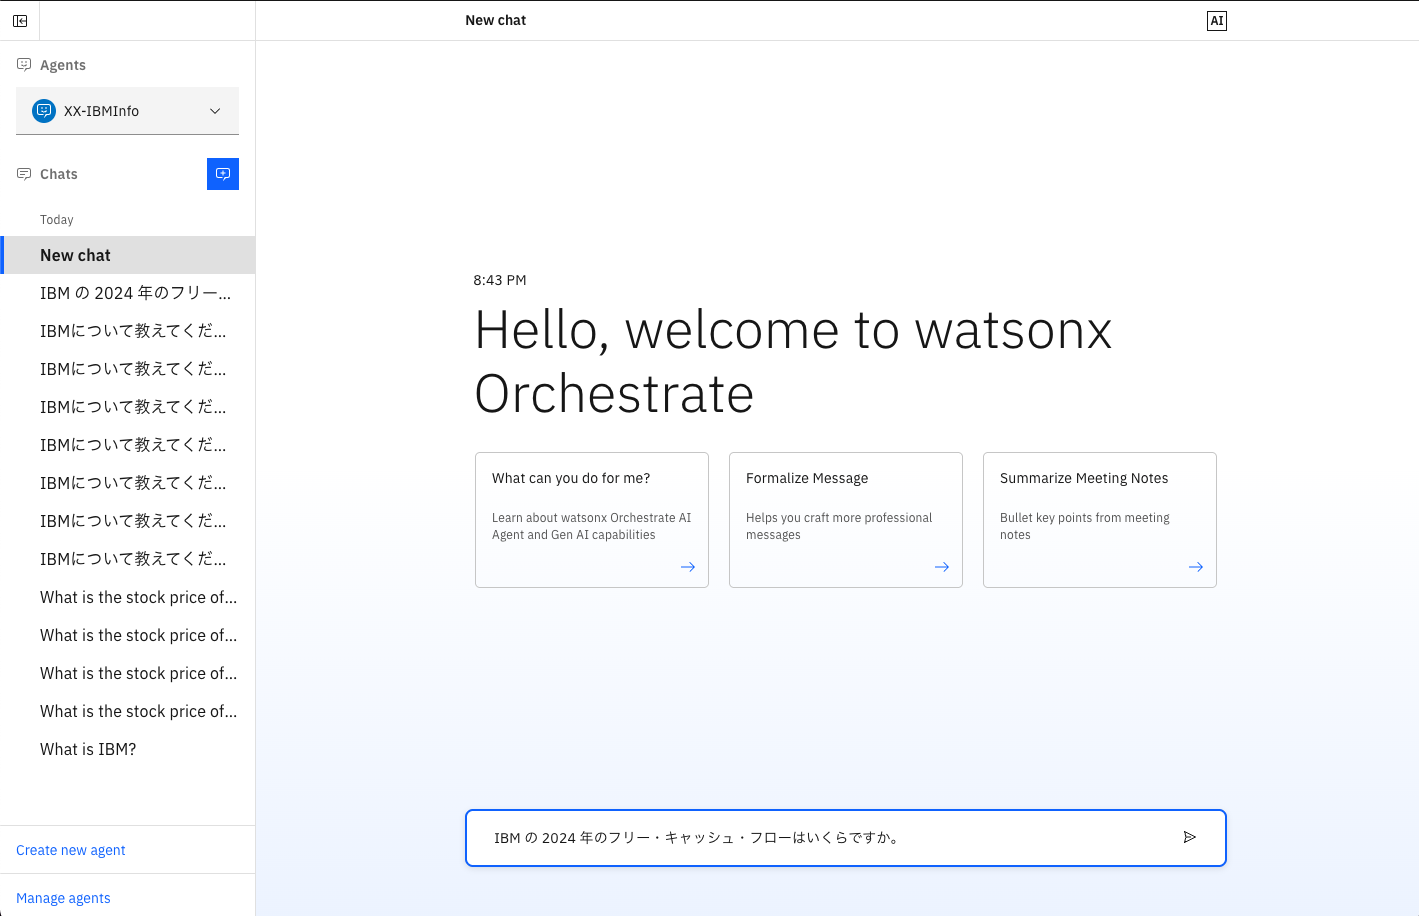 New chat
AI
Agents
XX-IBMInfo
Chats
Today
New chat
IBM の 2024 年のフリー...
IBMについて教えてくだ...
IBMについて教えてくだ...
IBMについて教えてくだ...
IBMについて教えてくだ...
IBMについて教えてくだ...
IBMについて教えてくだ...
IBMについて教えてくだ...
What is the stock price of...
What is the stock price of...
What is the stock price of...
What is the stock price of...
What is IBM?
Create new agent
Manage agents
8:43 PM
Hello, welcome to watsonx
Orchestrate
What can you do for me?
Learn about watsonx Orchestrate AI
Agent and Gen AI capabilities
Formalize Message
Helps you craft more professional
messages
Summarize Meeting Notes
Bullet key points from meeting
notes
IBM の 2024 年のフリー・キャッシュ・フローはいくらですか。